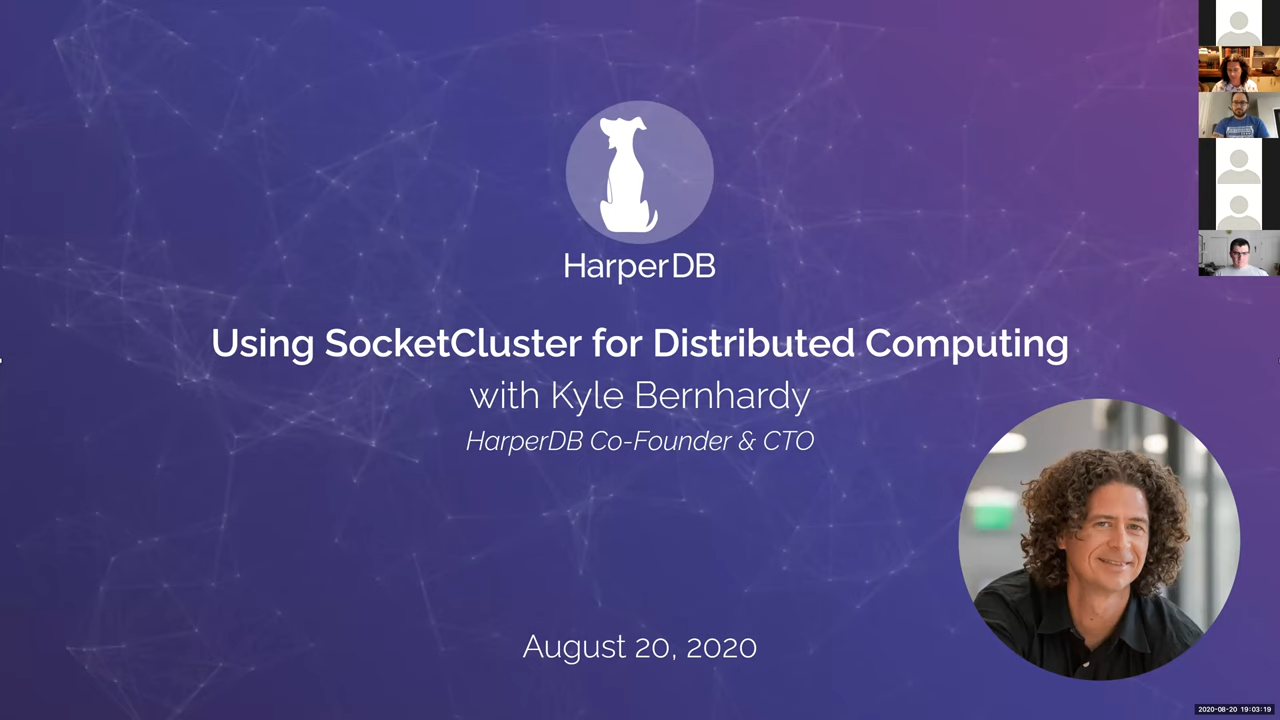 HarperDB
Using SocketCluster for Distributed Computing
with Kyle Bernhardy
HarperDB Co-Founder & CTO
August 20, 2020
2020-08-20 19:03:19